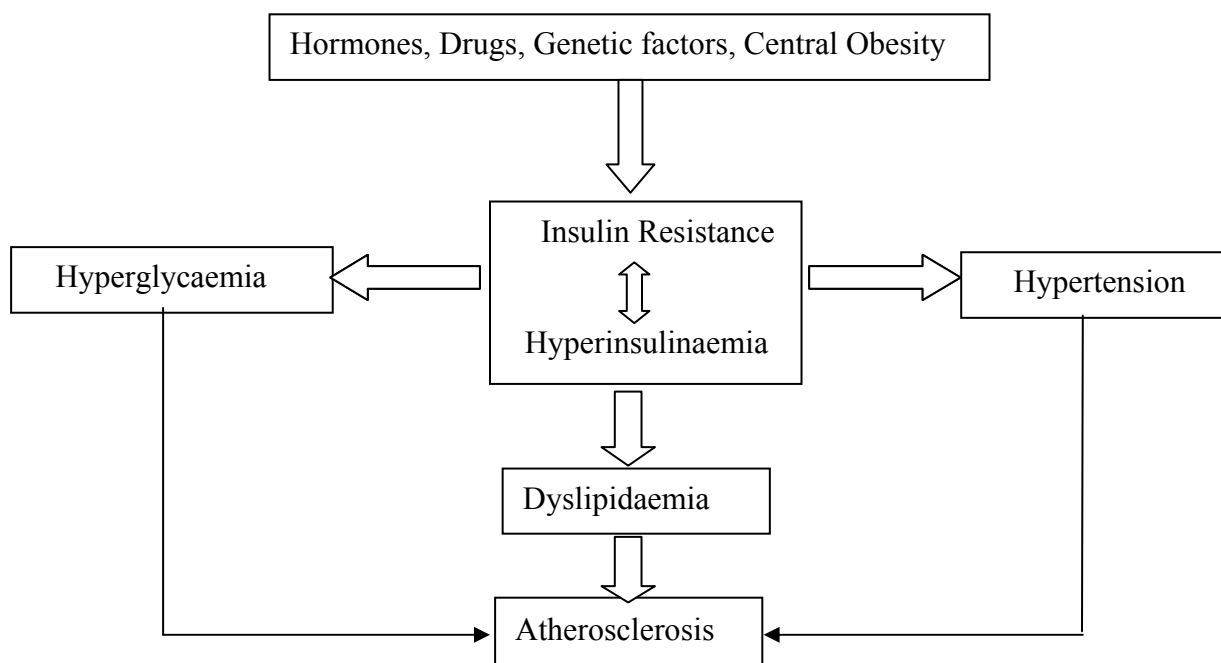 Hormones, Drugs, Genetic factors, Central Obesity
Insulin Resistance
Hyperglycaemia
Hypertension
Hyperinsulinaemia
Dyslipidaemia
Atherosclerosis